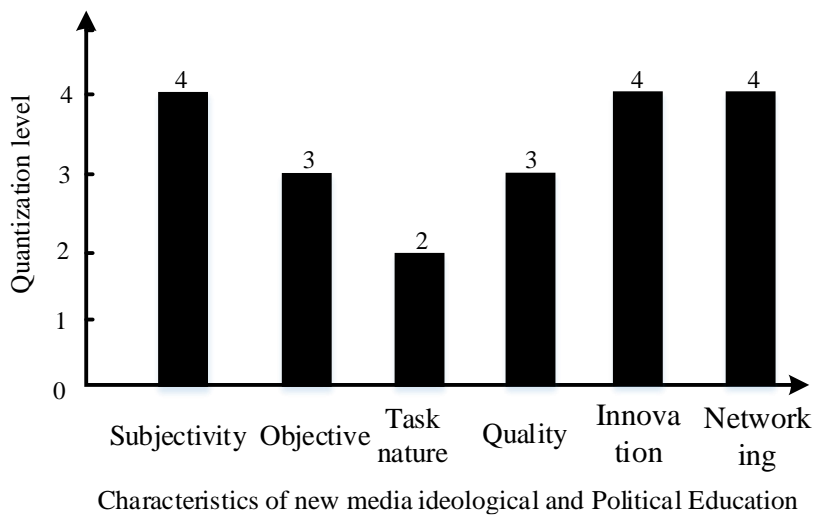 4
4
4
4
3
3
3
2
2
1
0
Quantization level
Subjectivity
Objective
Task
nature
Quality
Innova
tion
Network
ing
Characteristics of new media ideological and Political Education